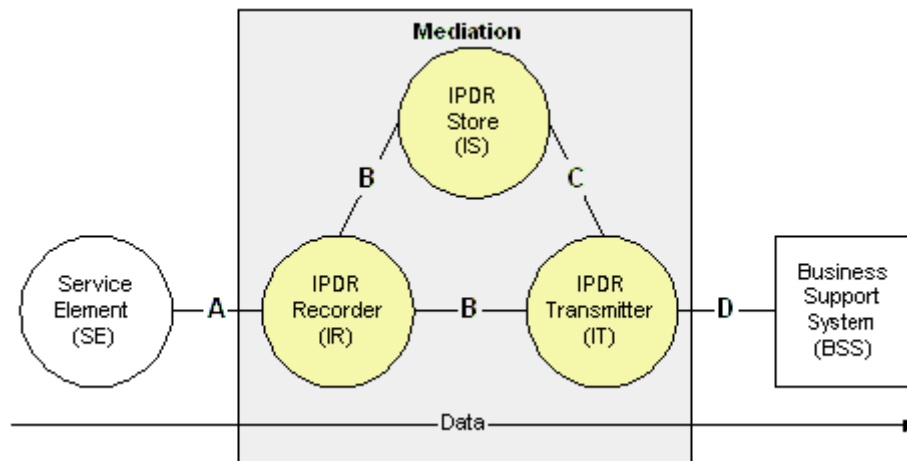 Mediation
IPDR
Store
(IS)
B
C
Service
Element
(SE)
A
IPDR
Recorder
(IR)
B
IPDR
Transmitter
(IT)
D
Business
Support
System
(BSS)
Data